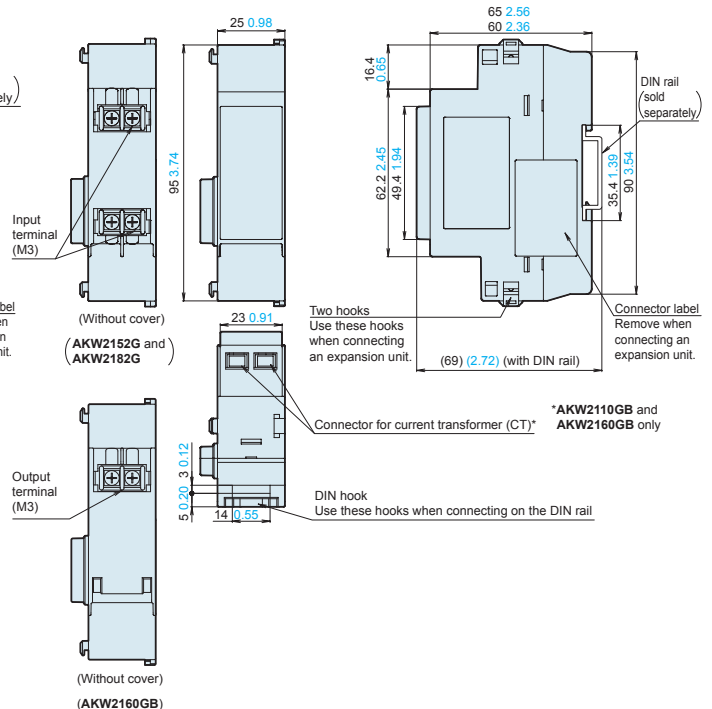 25 0.98
65 2.56
60 2.36
16.4
0.65
DIN rail
(sold
separately)
95 3.74
62.2 2.45
49.4 1.94
35.4 1.39
90 3.54
Input
terminal
(M3)
(Without cover)
(AKW2152G and
AKW2182G)
Two hooks
Use these hooks
when connecting
an expansion unit.
Connector label
Remove when
connecting an
expansion unit.
(69) (2.72) (with DIN rail)
23 0.91
Connector for current transformer (CT)*
*AKW2110GB and
AKW2160GB only
3 0.12
5 0.20
14 0.55
DIN hook
Use these hooks when connecting on the DIN rail
Output
terminal
(M3)
(Without cover)
(AKW2160GB)